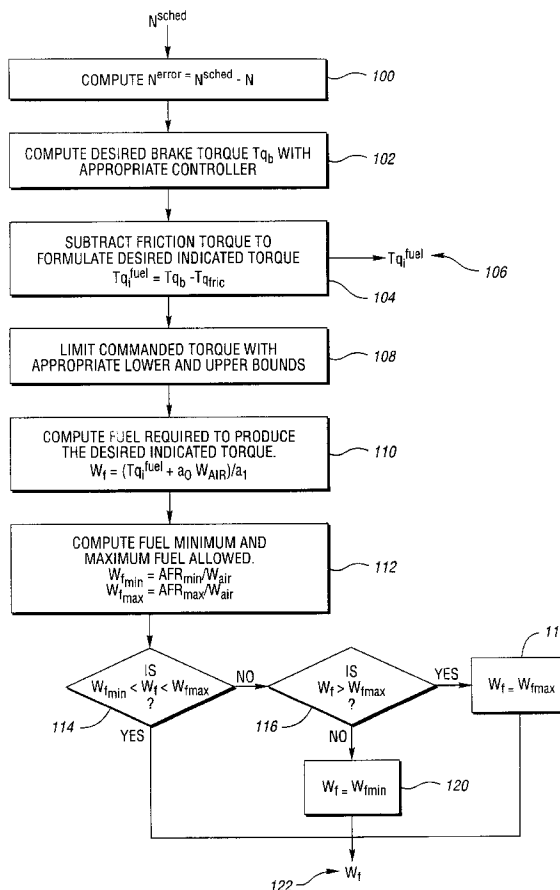 N^sched
COMPUTE N^error = N^sched - N
100
COMPUTE DESIRED BRAKE TORQUE Tq_b WITH
APPROPRIATE CONTROLLER
102
SUBTRACT FRICTION TORQUE TO
FORMULATE DESIRED INDICATED TORQUE
Tq_i^fuel = Tq_b - T_qfric
104
Tq_i^fuel
106
LIMIT COMMANDED TORQUE WITH
APPROPRIATE LOWER AND UPPER BOUNDS
108
COMPUTE FUEL REQUIRED TO PRODUCE
THE DESIRED INDICATED TORQUE.
W_f = (Tq_i^fuel + a_0 W_AIR)/a_1
110
COMPUTE FUEL MINIMUM AND
MAXIMUM FUEL ALLOWED.
W_fmin = AFR_min/W_air
W_fmax = AFR_max/W_air
112
IS
W_fmin < W_f < W_fmax
?
114
YES
NO
IS
W_f > W_fmax
?
116
YES
NO
W_f = W_fmax
11
W_f = W_fmin
120
122
W_f